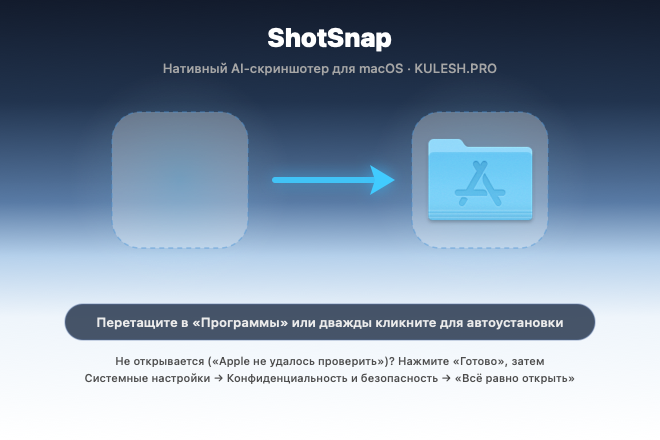 ShotSnap
Нативный AI-скриншотер для macOS · KULESH.PRO
Перетащите в «Программы» или дважды кликните для автоустановки
Не открывается («Apple не удалось проверить»)? Нажмите «Готово», затем
Системные настройки → Конфиденциальность и безопасность → «Всё равно открыть»